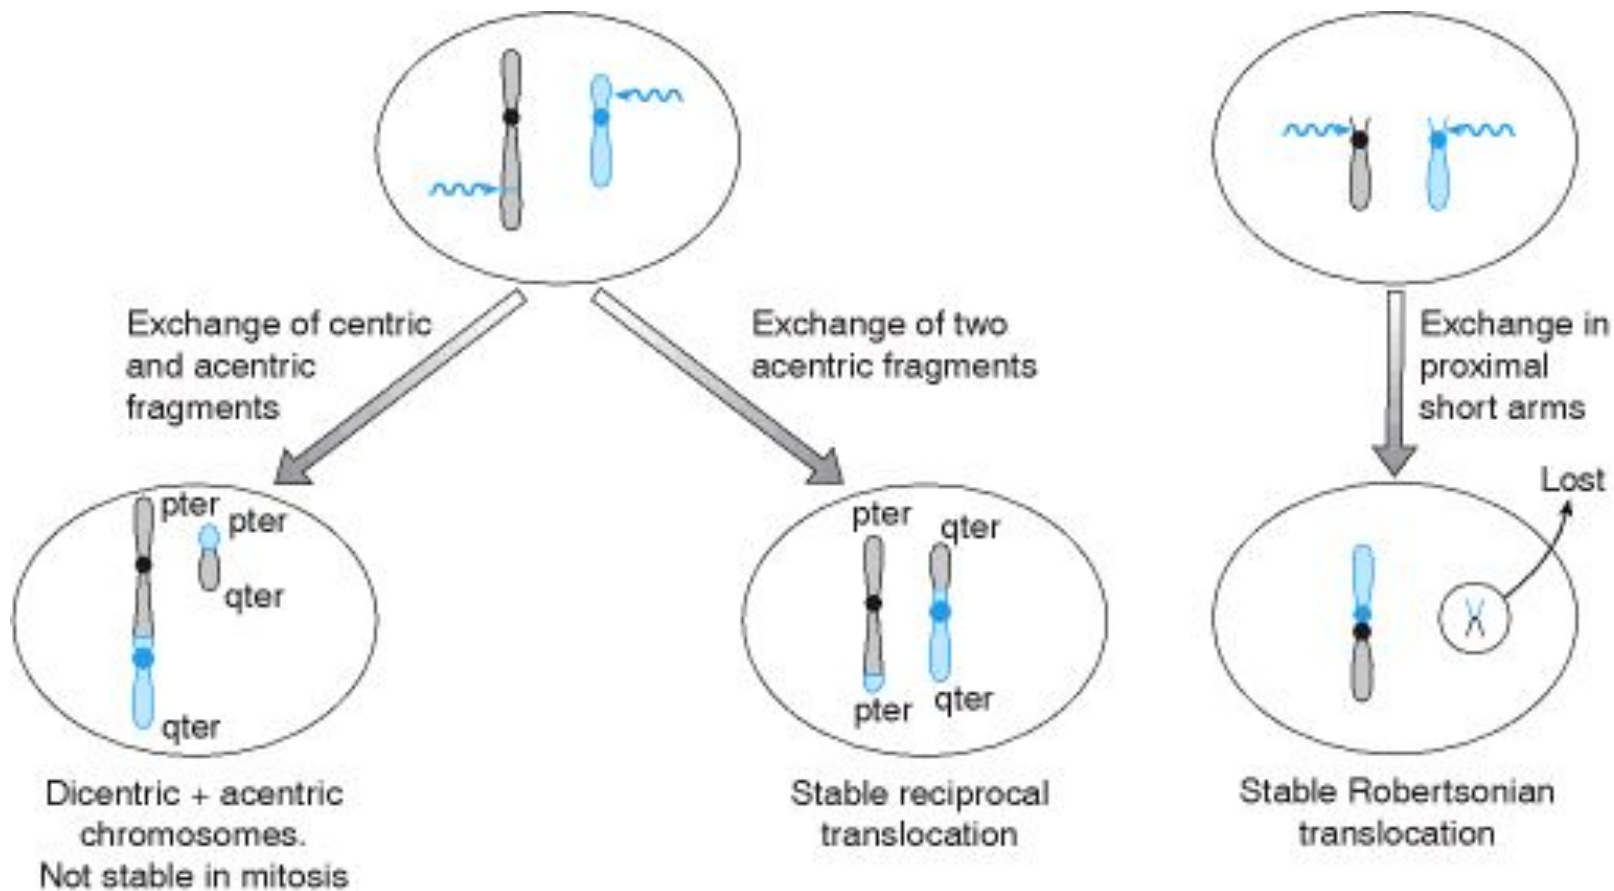 Exchange of centric
and acentric
fragments
Exchange of two
acentric fragments
Exchange in
proximal
short arms
pter
pter
qter
qter
pter
qter
pter
qter
Lost
Dicentric + acentric
chromosomes.
Not stable in mitosis
Stable reciprocal
translocation
Stable Robertsonian
translocation